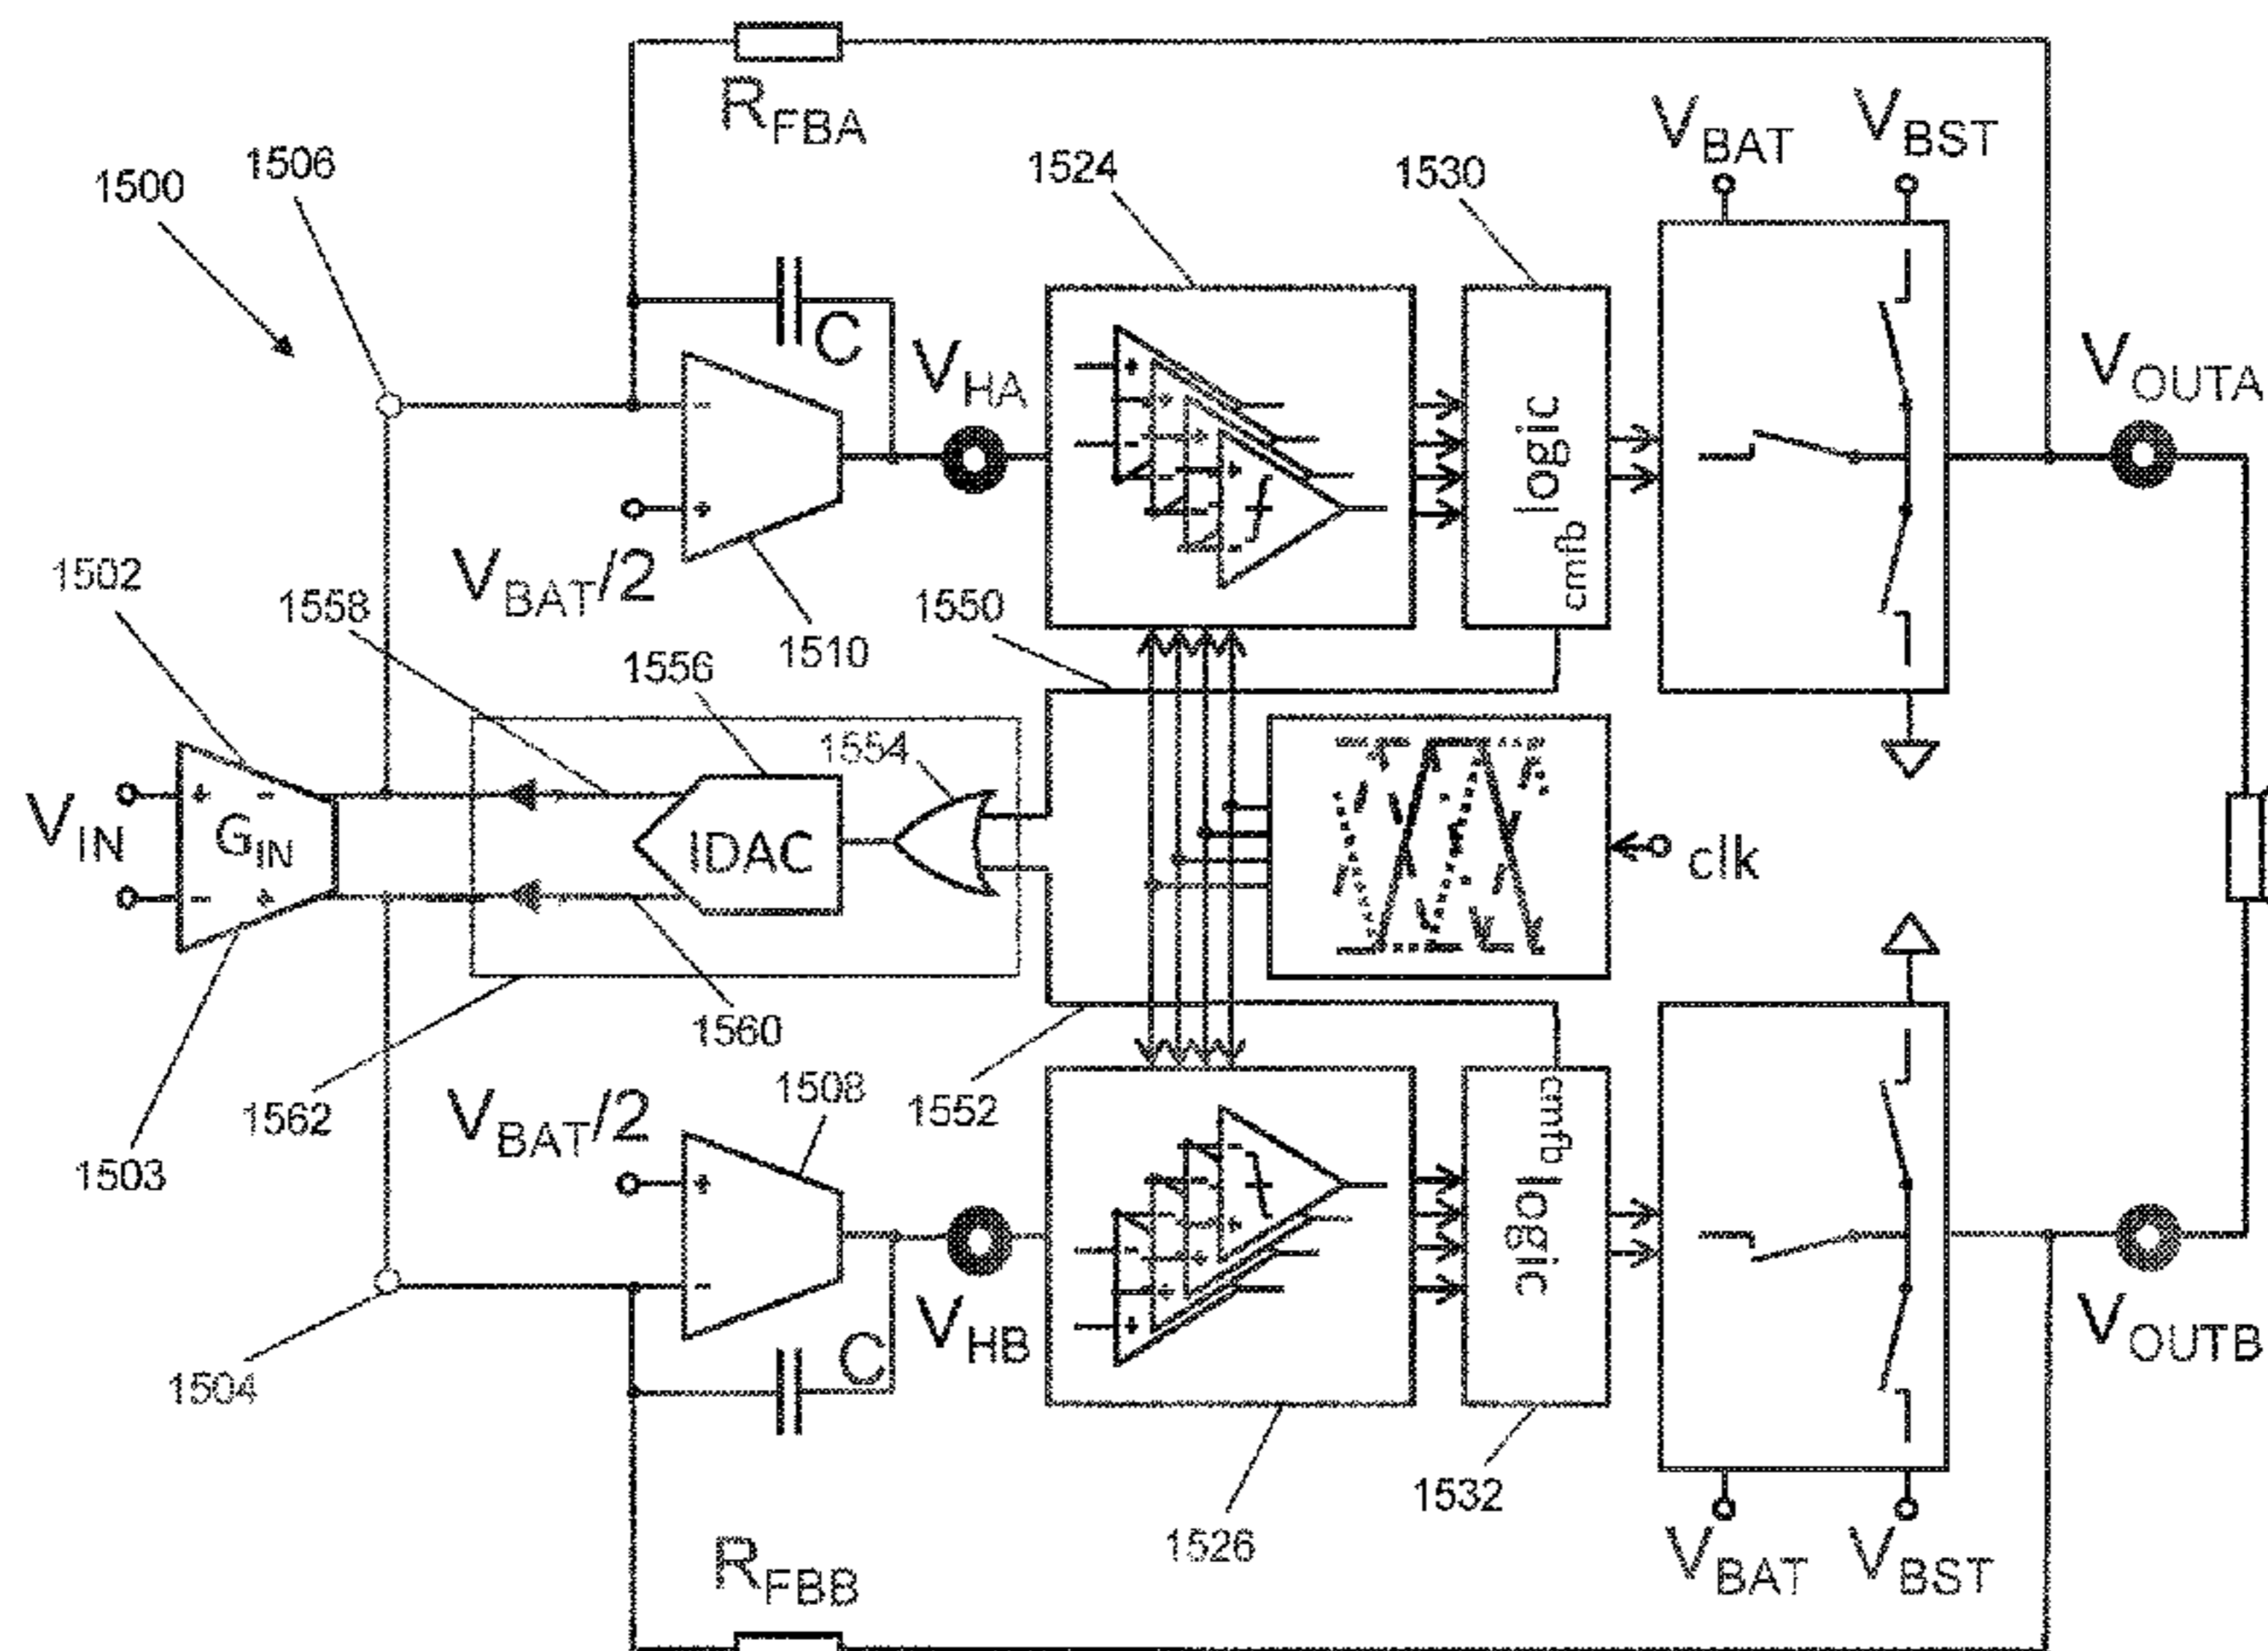 R_FBA
V_BAT
V_BST
1500
1506
1524
1530
C
V_HA
+
-
logic
cmfb
V_OUTA
V_BAT/2
1502
1558
1510
1550
1556
1554
V_IN
+ -
G_IN
- +
IDAC
clk
1560
1562
1503
V_BAT/2
1508
1552
cmfb
logic
1504
C
V_HB
V_OUTB
1532
1526
V_BAT
V_BST
R_FBB